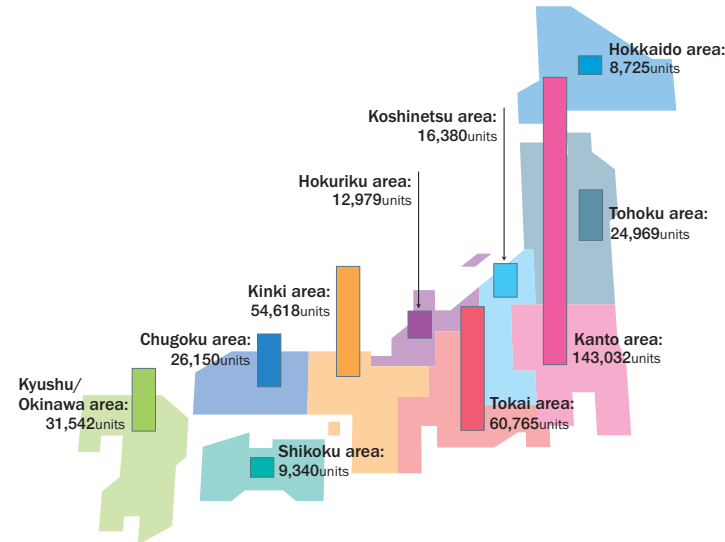 Hokkaido area:
8,725units
Koshinetsu area:
16,380units
Hokuriku area:
12,979units
Tohoku area:
24,969units
Kinki area:
54,618units
Chugoku area:
26,150units
Kanto area:
143,032units
Kyushu/
Okinawa area:
31,542units
Tokai area:
60,765units
Shikoku area:
9,340units